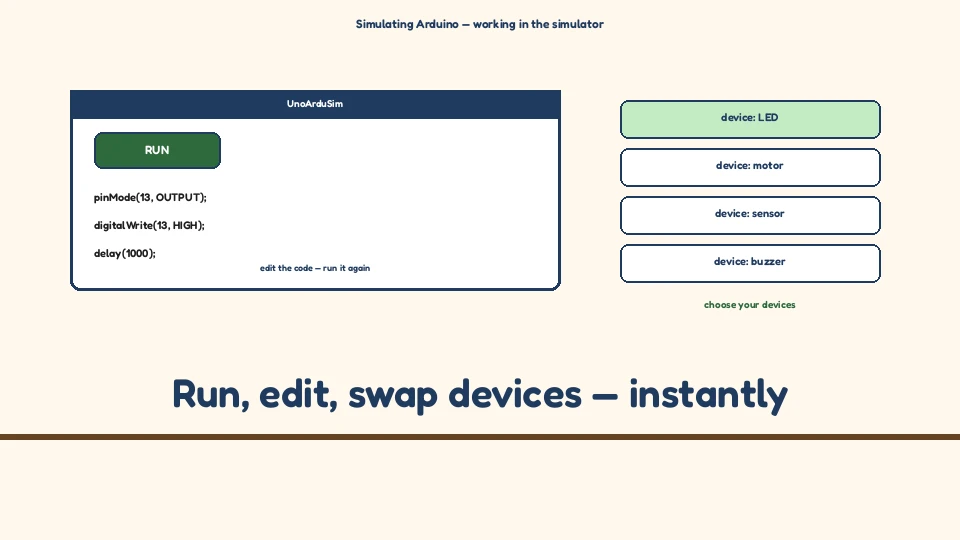 Simulating Arduino — working in the simulator
UnoArduSim
RUN
pinMode(13, OUTPUT);
digitalWrite(13, HIGH);
delay(1000);
edit the code — run it again
device: LED
device: motor
device: sensor
device: buzzer
choose your devices
Run, edit, swap devices — instantly